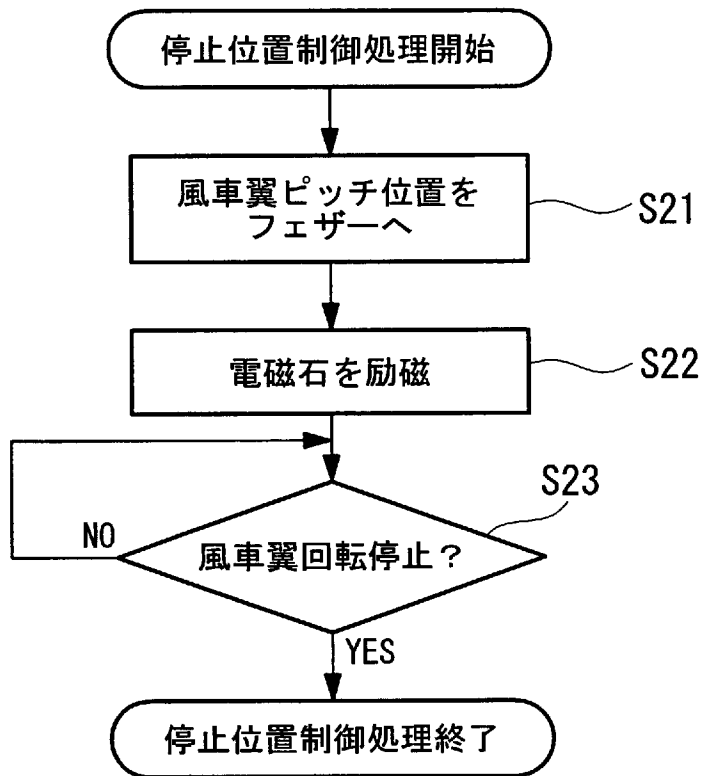 停止位置制御処理開始
風車翼ピッチ位置を
フェザーへ
S21
電磁石を励磁
S22
S23
NO
風車翼回転停止?
YES
停止位置制御処理終了